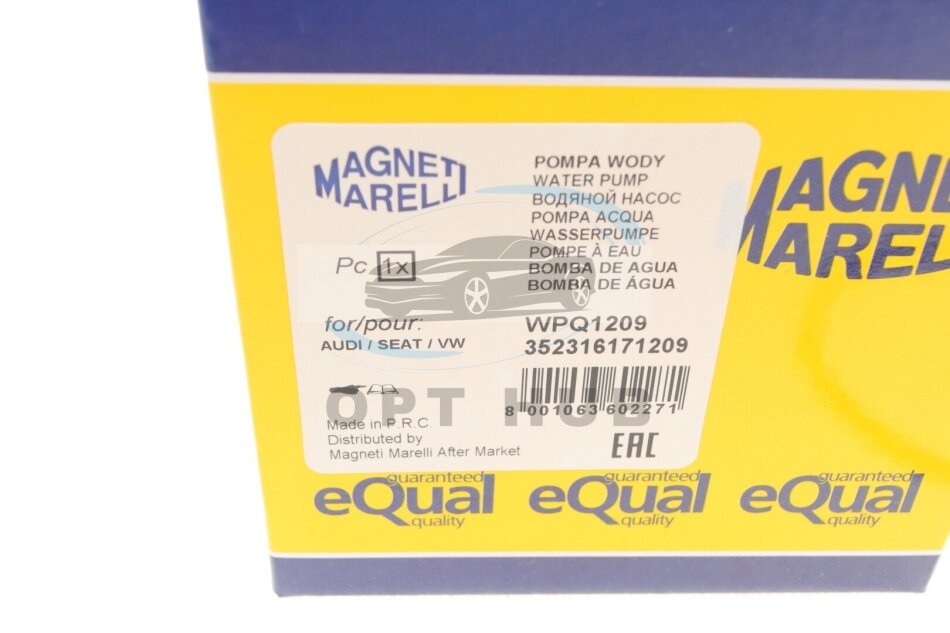 MAGNETI
MARELLI
POMPA WODY
WATER PUMP
ВОДЯНОЙ НАСОС
POMPA ACQUA
WASSERPUMPE
POMPE À EAU
BOMBA DE AGUA
BOMBA DE ÁGUA
Pc. 1x
for/pour:
AUDI / SEAT / VW
WPQ1209
352316171209
8 001063 602271
OPT HUB
Made in P.R.C.
Distributed by
Magneti Marelli After Market
EAC
MAGNE
MAREL
guaranteed
eQual
quality
guaranteed
eQual
quality
guaranteed
eQual
quality